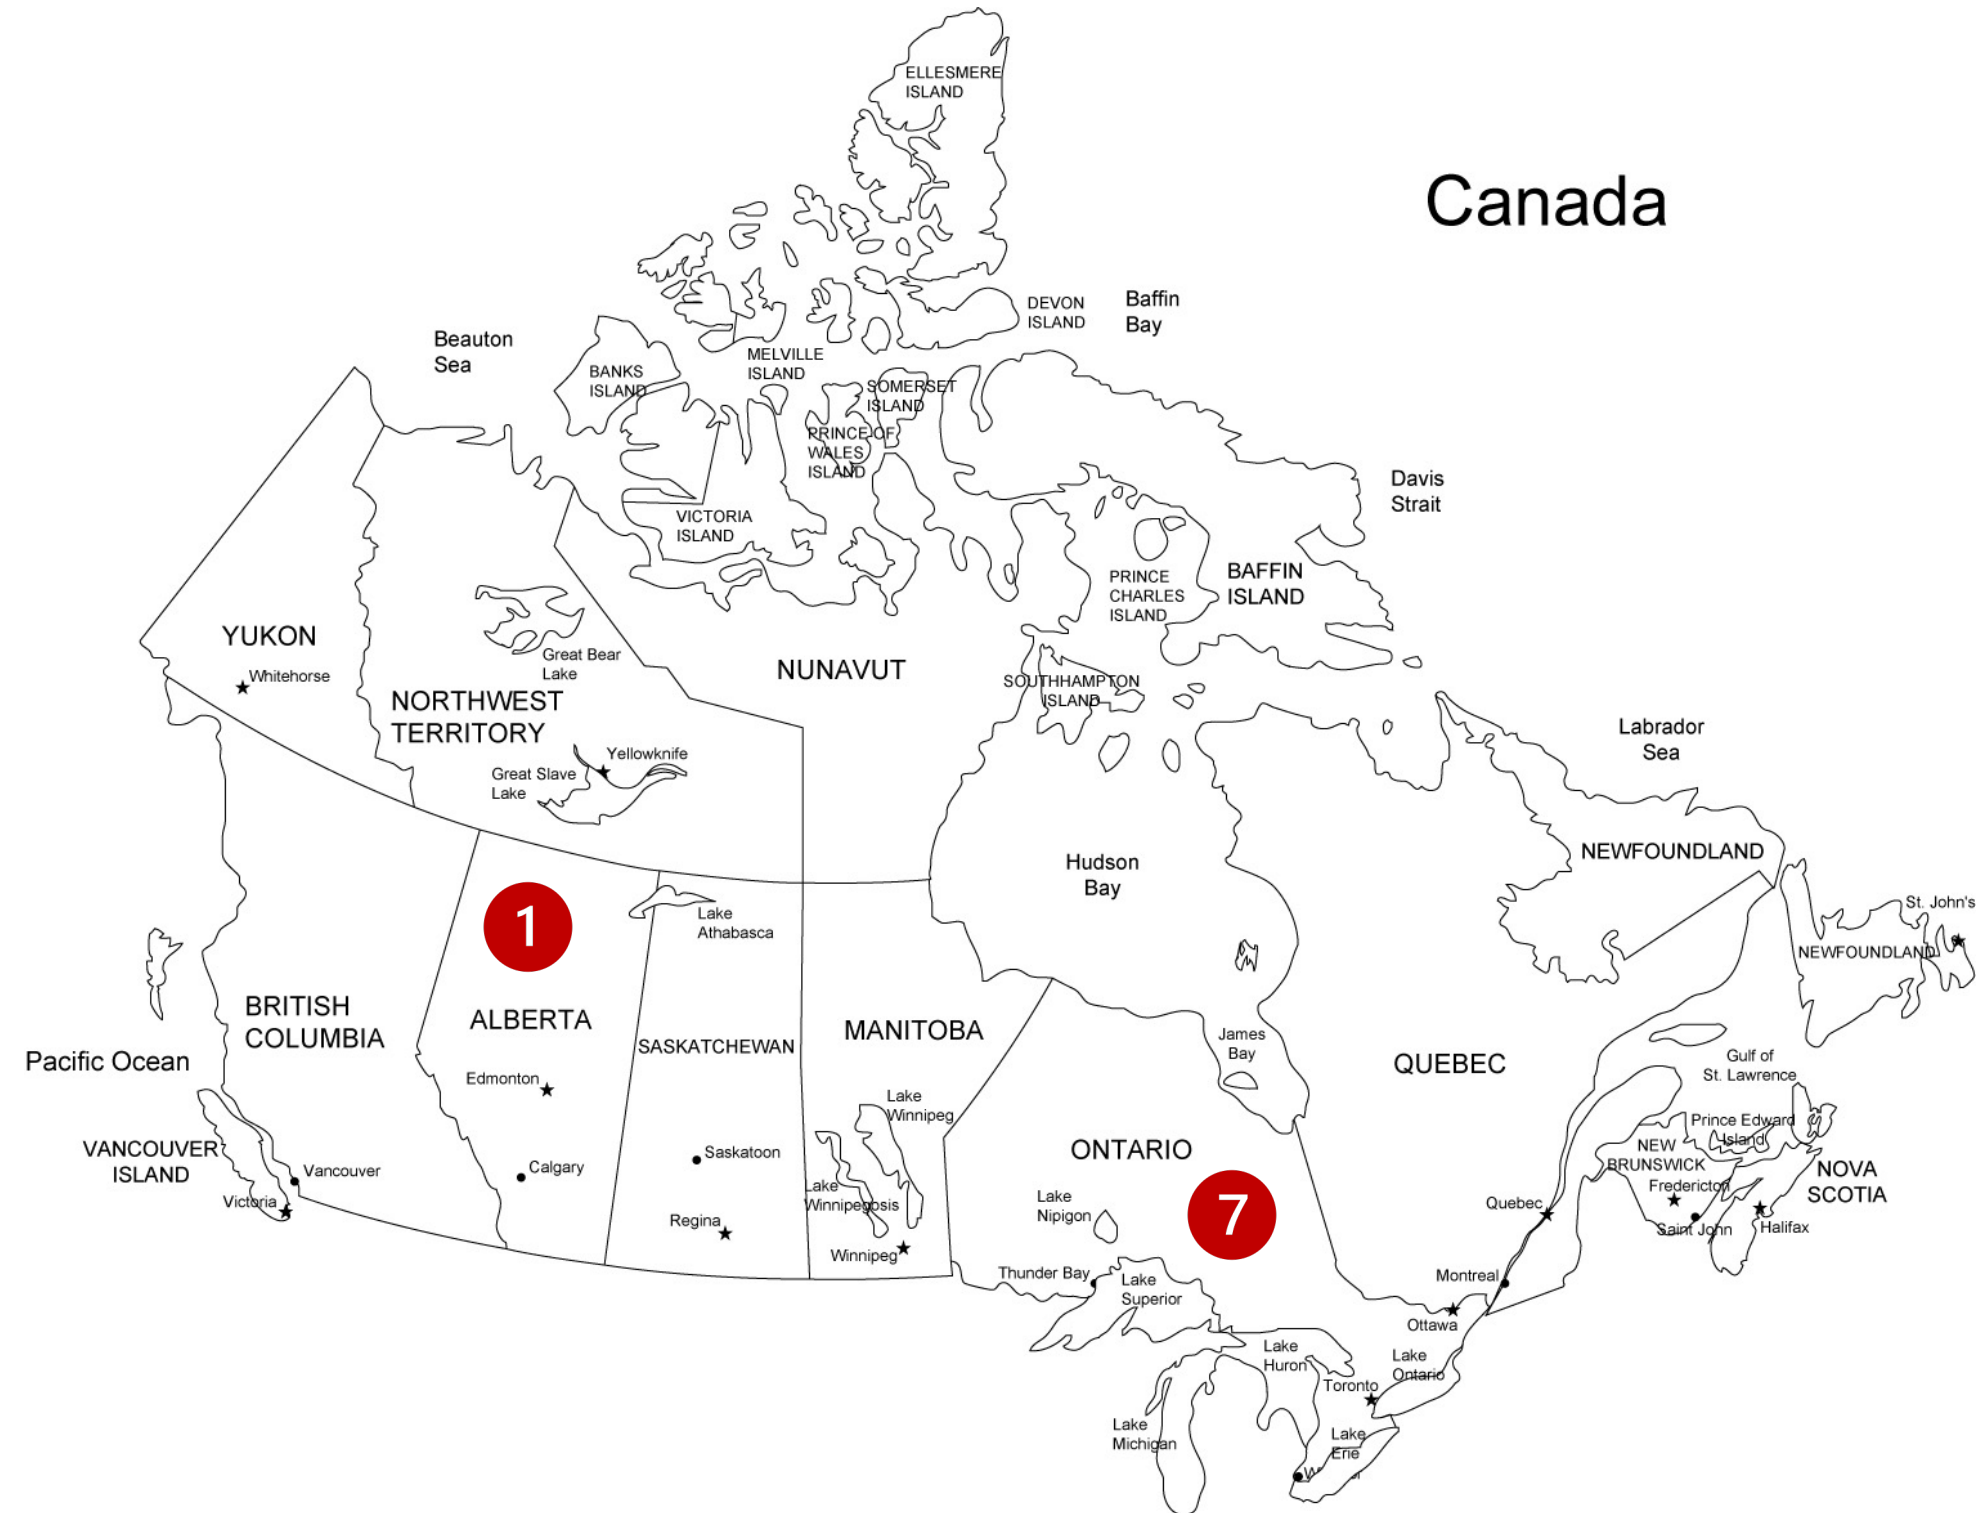 ELLESMERE
ISLAND
Canada
DEVON
ISLAND
Baffin
Bay
Beauton
Sea
MELVILLE
ISLAND
BANKS
ISLAND
SOMERSET
ISLAND
PRINCE OF
WALES
ISLAND
Davis
Strait
VICTORIA
ISLAND
PRINCE
CHARLES
ISLAND
BAFFIN
ISLAND
YUKON
Whitehorse
Great Bear
Lake
NORTHWEST
TERRITORY
NUNAVUT
SOUTHHAMPTON
ISLAND
Labrador
Sea
Yellowknife
Great Slave
Lake
Hudson
Bay
NEWFOUNDLAND
1
Lake
Athabasca
St. John's
NEWFOUNDLAND
BRITISH
COLUMBIA
ALBERTA
SASKATCHEWAN
MANITOBA
James
Bay
QUEBEC
Gulf of
St. Lawrence
Pacific Ocean
Edmonton
Lake
Winnipeg
Prince Edward
Island
VANCOUVER
ISLAND
Vancouver
Victoria
Calgary
Saskatoon
ONTARIO
NEW
BRUNSWICK
Fredericton
NOVA
SCOTIA
Lake
Winnipegosis
Lake
Nipigon
7
Quebec
Saint John
Halifax
Regina
Winnipeg
Thunder Bay
Lake
Superior
Montreal
Ottawa
Lake
Huron
Lake
Ontario
Toronto
Lake
Michigan
Lake
Erie